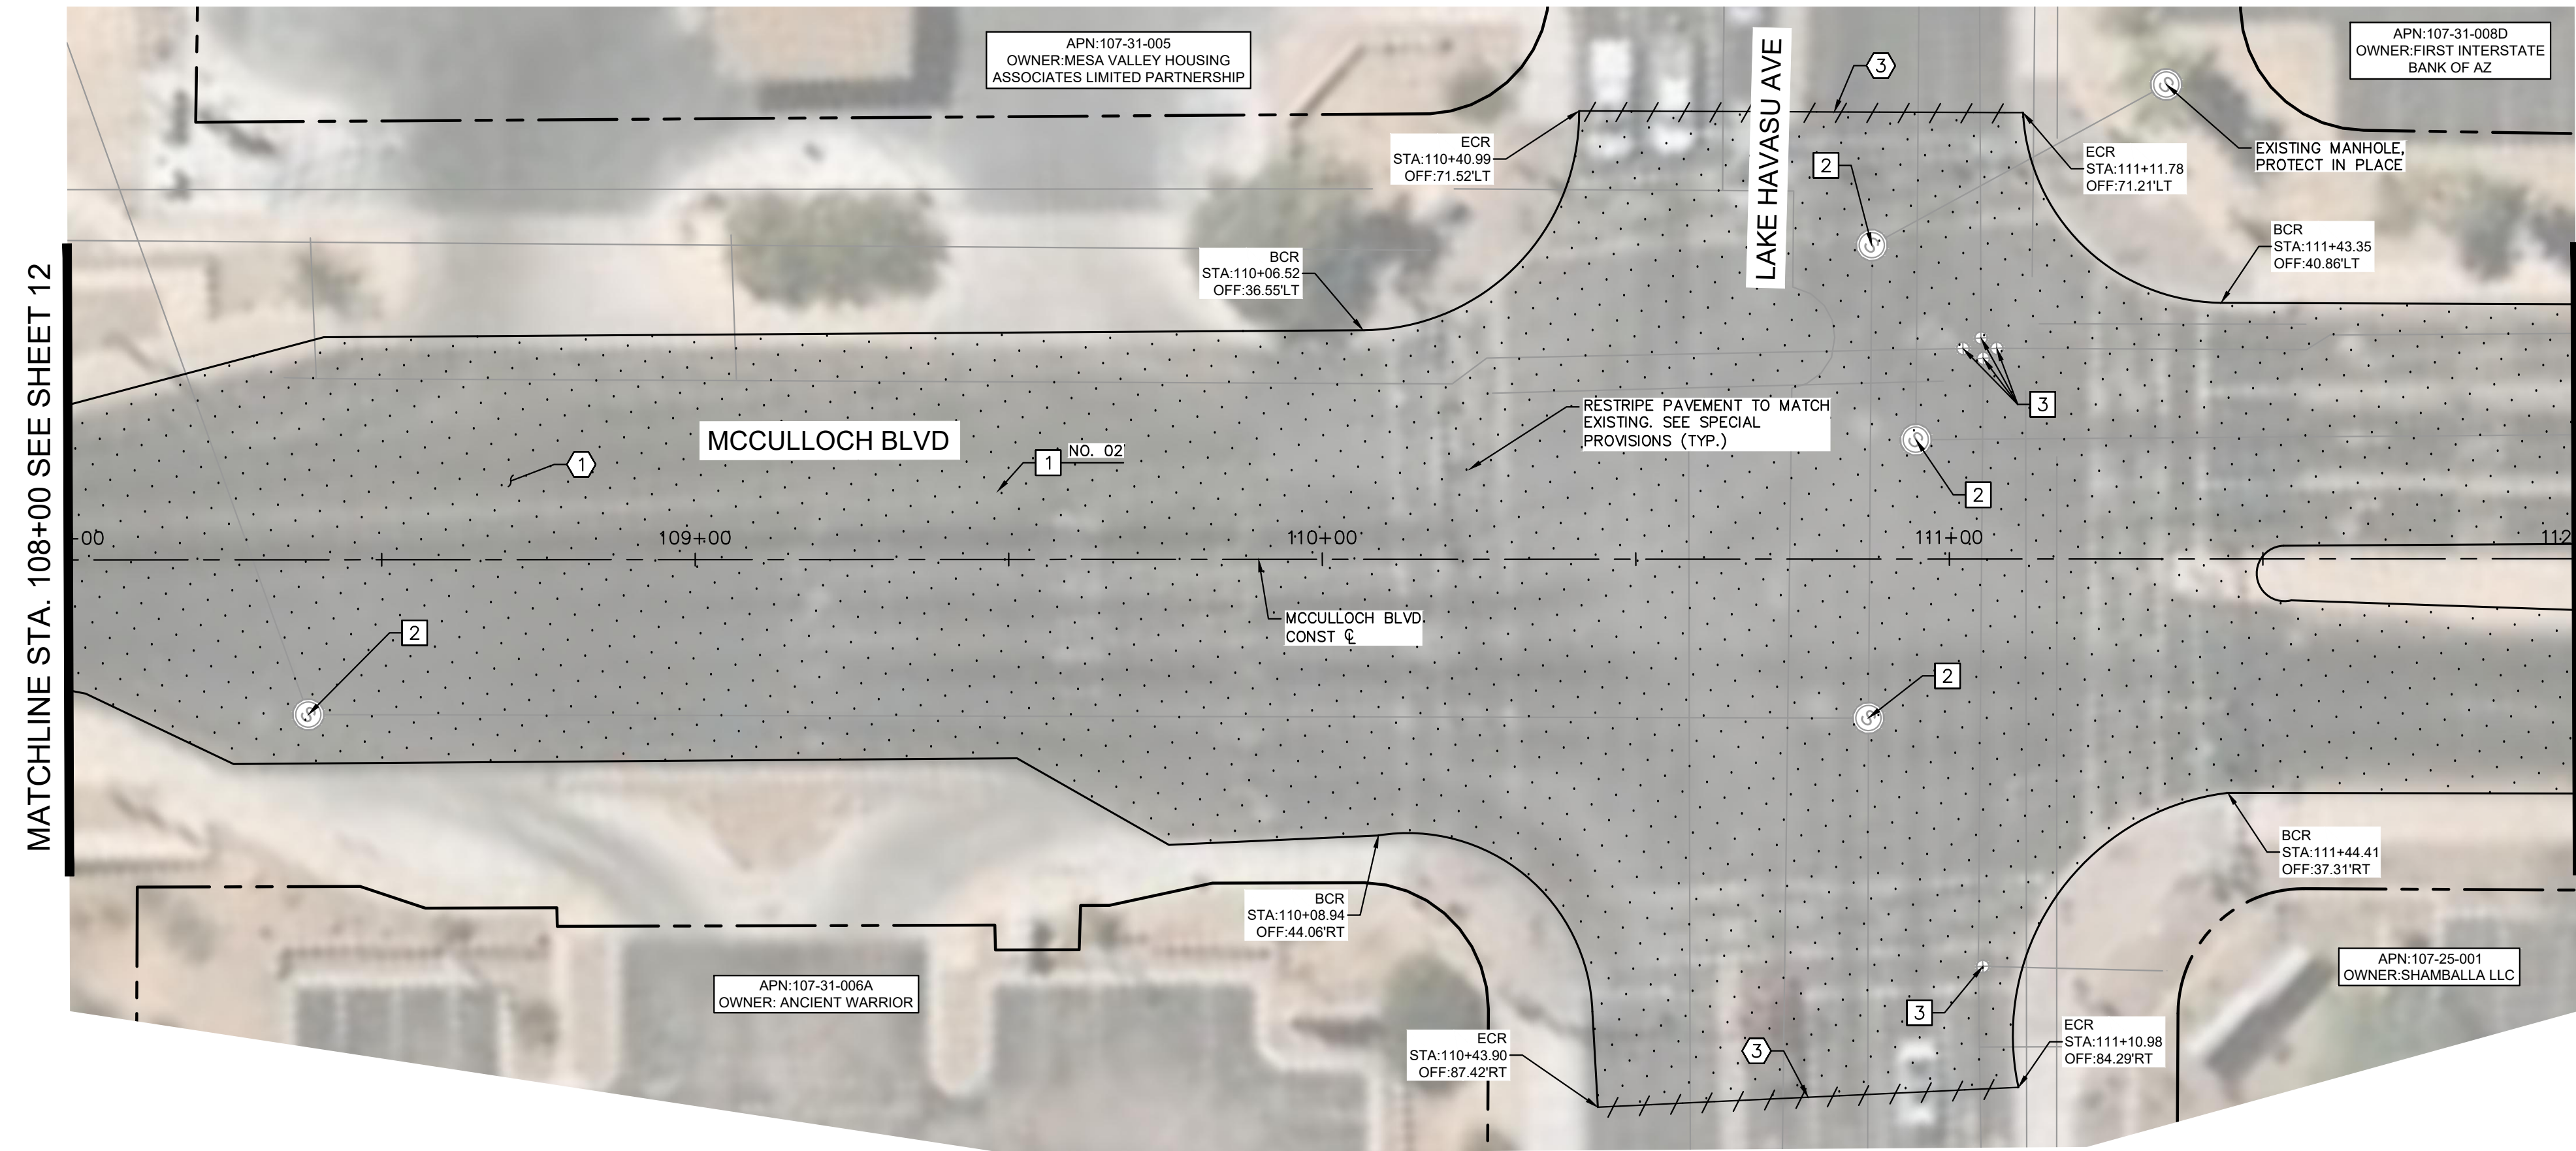 APN:107-31-005
OWNER:MESA VALLEY HOUSING
ASSOCIATES LIMITED PARTNERSHIP
LAKE HAVASU AVE
3
APN:107-31-008D
OWNER:FIRST INTERSTATE
BANK OF AZ
ECR
STA:110+40.99
OFF:71.52'LT
2
ECR
STA:111+11.78
OFF:71.21'LT
S
EXISTING MANHOLE,
PROTECT IN PLACE
BCR
STA:110+06.52
OFF:36.55'LT
S
BCR
STA:111+43.35
OFF:40.86'LT
MATCHLINE STA. 108+00 SEE SHEET 12
MCCULLOCH BLVD
1
1
NO. 02
RESTRIPE PAVEMENT TO MATCH
EXISTING. SEE SPECIAL
PROVISIONS (TYP.)
3
S
2
00
109+00
110+00
111+00
112
MCCULLOCH BLVD.
CONST ℄
2
S
2
S
BCR
STA:110+08.94
OFF:44.06'RT
BCR
STA:111+44.41
OFF:37.31'RT
APN:107-31-006A
OWNER: ANCIENT WARRIOR
APN:107-25-001
OWNER:SHAMBALLA LLC
3
ECR
STA:110+43.90
OFF:87.42'RT
3
ECR
STA:111+10.98
OFF:84.29'RT